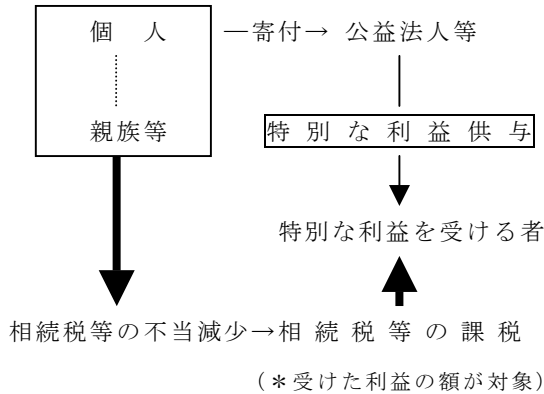 個　人　―寄付→　公益法人等
親族等　特別な利益供与
特別な利益を受ける者
相続税等の不当減少→相続税等の課税
（＊受けた利益の額が対象）